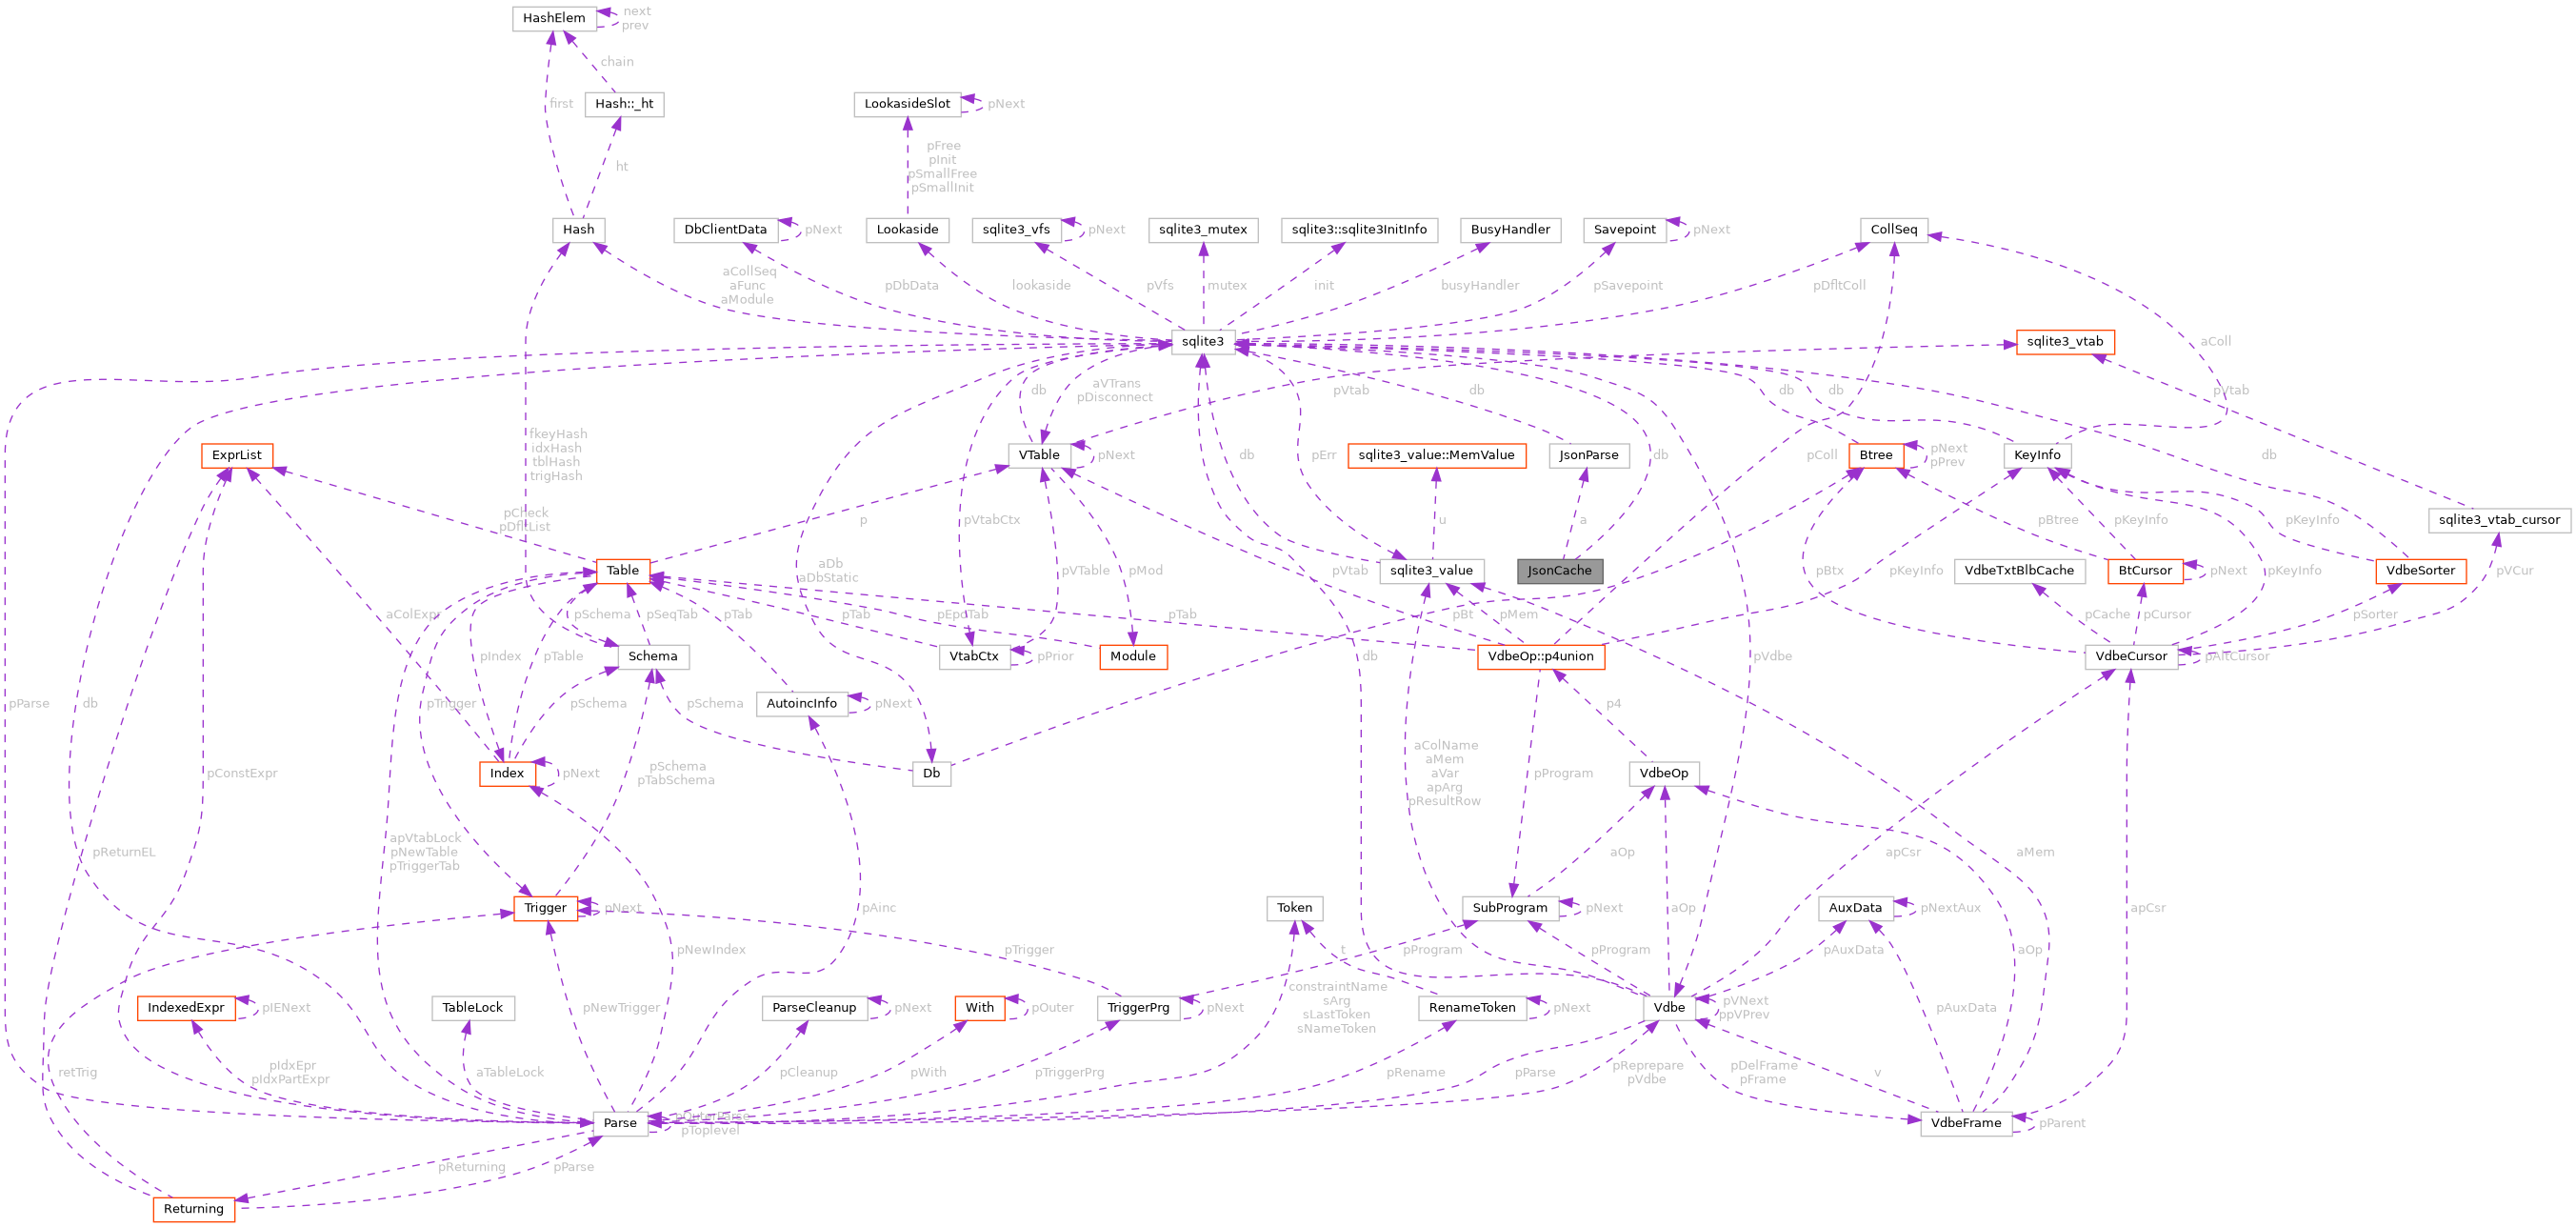 HashElem
next
prev
chain
LookasideSlot
pNext
Hash::_ht
first
pFree
pInit
pSmallFree
pSmallInit
ht
Hash
DbClientData
pNext
Lookaside
sqlite3_vfs
pNext
sqlite3_mutex
sqlite3::sqlite3InitInfo
BusyHandler
Savepoint
pNext
CollSeq
aCollSeq
aFunc
aModule
pDbData
lookaside
pVfs
mutex
init
busyHandler
pSavepoint
pDfltColl
sqlite3
sqlite3_vtab
aColl
db
aVTrans
pDisconnect
pVtab
db
db
db
pVtab
fkeyHash
idxHash
tblHash
trigHash
ExprList
VTable
pNext
db
pErr
sqlite3_value::MemValue
JsonParse
db
pColl
Btree
pNext
pPrev
KeyInfo
db
pCheck
pDfltList
p
pVtabCtx
u
a
pBtree
pKeyInfo
pKeyInfo
sqlite3_vtab_cursor
aDb
aDbStatic
Table
pVTable
pMod
pVtab
sqlite3_value
JsonCache
pKeyInfo
pBtx
VdbeTxtBlbCache
BtCursor
pNext
pKeyInfo
VdbeSorter
pVCur
aColExpr
pSchema
pSeqTab
pTab
pTab
pEpoTab
pTab
pBt
pMem
pCache
pCursor
pSorter
pIndex
pTable
Schema
VtabCtx
pPrior
Module
db
VdbeOp::p4union
pVdbe
VdbeCursor
pAltCursor
pParse
db
pTrigger
pSchema
pSchema
AutoincInfo
pNext
p4
pConstExpr
Index
pNext
pSchema
pTabSchema
Db
aColName
aMem
aVar
apArg
pResultRow
pProgram
VdbeOp
pReturnEL
apVtabLock
pNewTable
pTriggerTab
aOp
apCsr
aMem
Trigger
pNext
pAinc
Token
SubProgram
pNext
aOp
AuxData
pNextAux
apCsr
pNewIndex
pTrigger
t
pProgram
pProgram
pAuxData
aOp
IndexedExpr
pIENext
TableLock
pNewTrigger
ParseCleanup
pNext
With
pOuter
TriggerPrg
pNext
constraintName
sArg
sLastToken
sNameToken
RenameToken
pNext
Vdbe
pVNext
ppVPrev
pAuxData
retTrig
pIdxEpr
pIdxPartExpr
aTableLock
pCleanup
pWith
pTriggerPrg
pRename
pParse
pReprepare
pVdbe
pDelFrame
pFrame
v
Parse
pOuterParse
pToplevel
VdbeFrame
pParent
pReturning
pParse
Returning